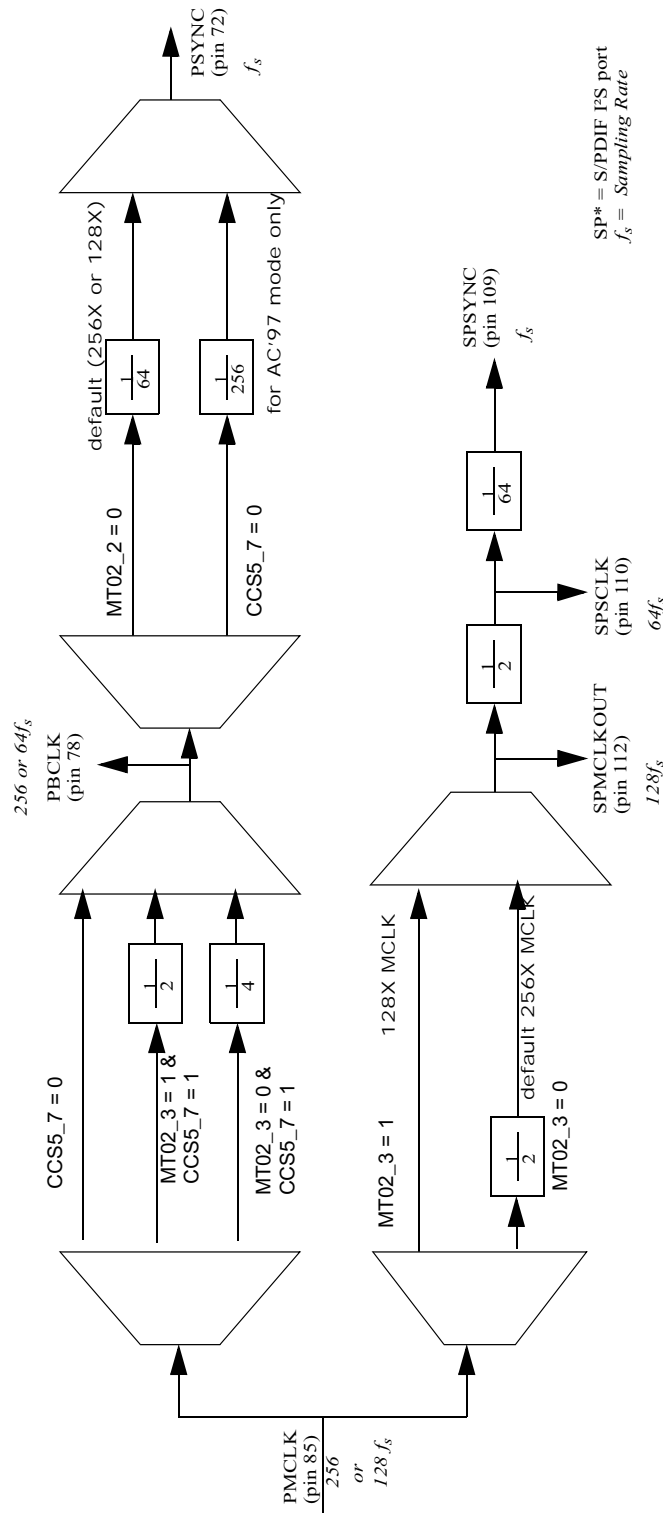 PMCLK
(pin 85)
256
or
128 fs
CCS5_7 = 0
MT02_3 = 1 &
CCS5_7 = 1
1
2
MT02_3 = 0 &
CCS5_7 = 1
1
4
256 or 64fs
PBCLK
(pin 78)
MT02_2 = 0
1
64
default (256X or 128X)
CCS5_7 = 0
1
256
for AC'97 mode only
PSYNC
(pin 72)
fs
MT02_3 = 1
128X MCLK
1
2
MT02_3 = 0
default 256X MCLK
SPMCLKOUT
(pin 112)
128fs
1
2
SPSCLK
(pin 110)
64fs
1
64
SPSYNC
(pin 109)
fs
SP* = S/PDIF I²S port
fs = Sampling Rate